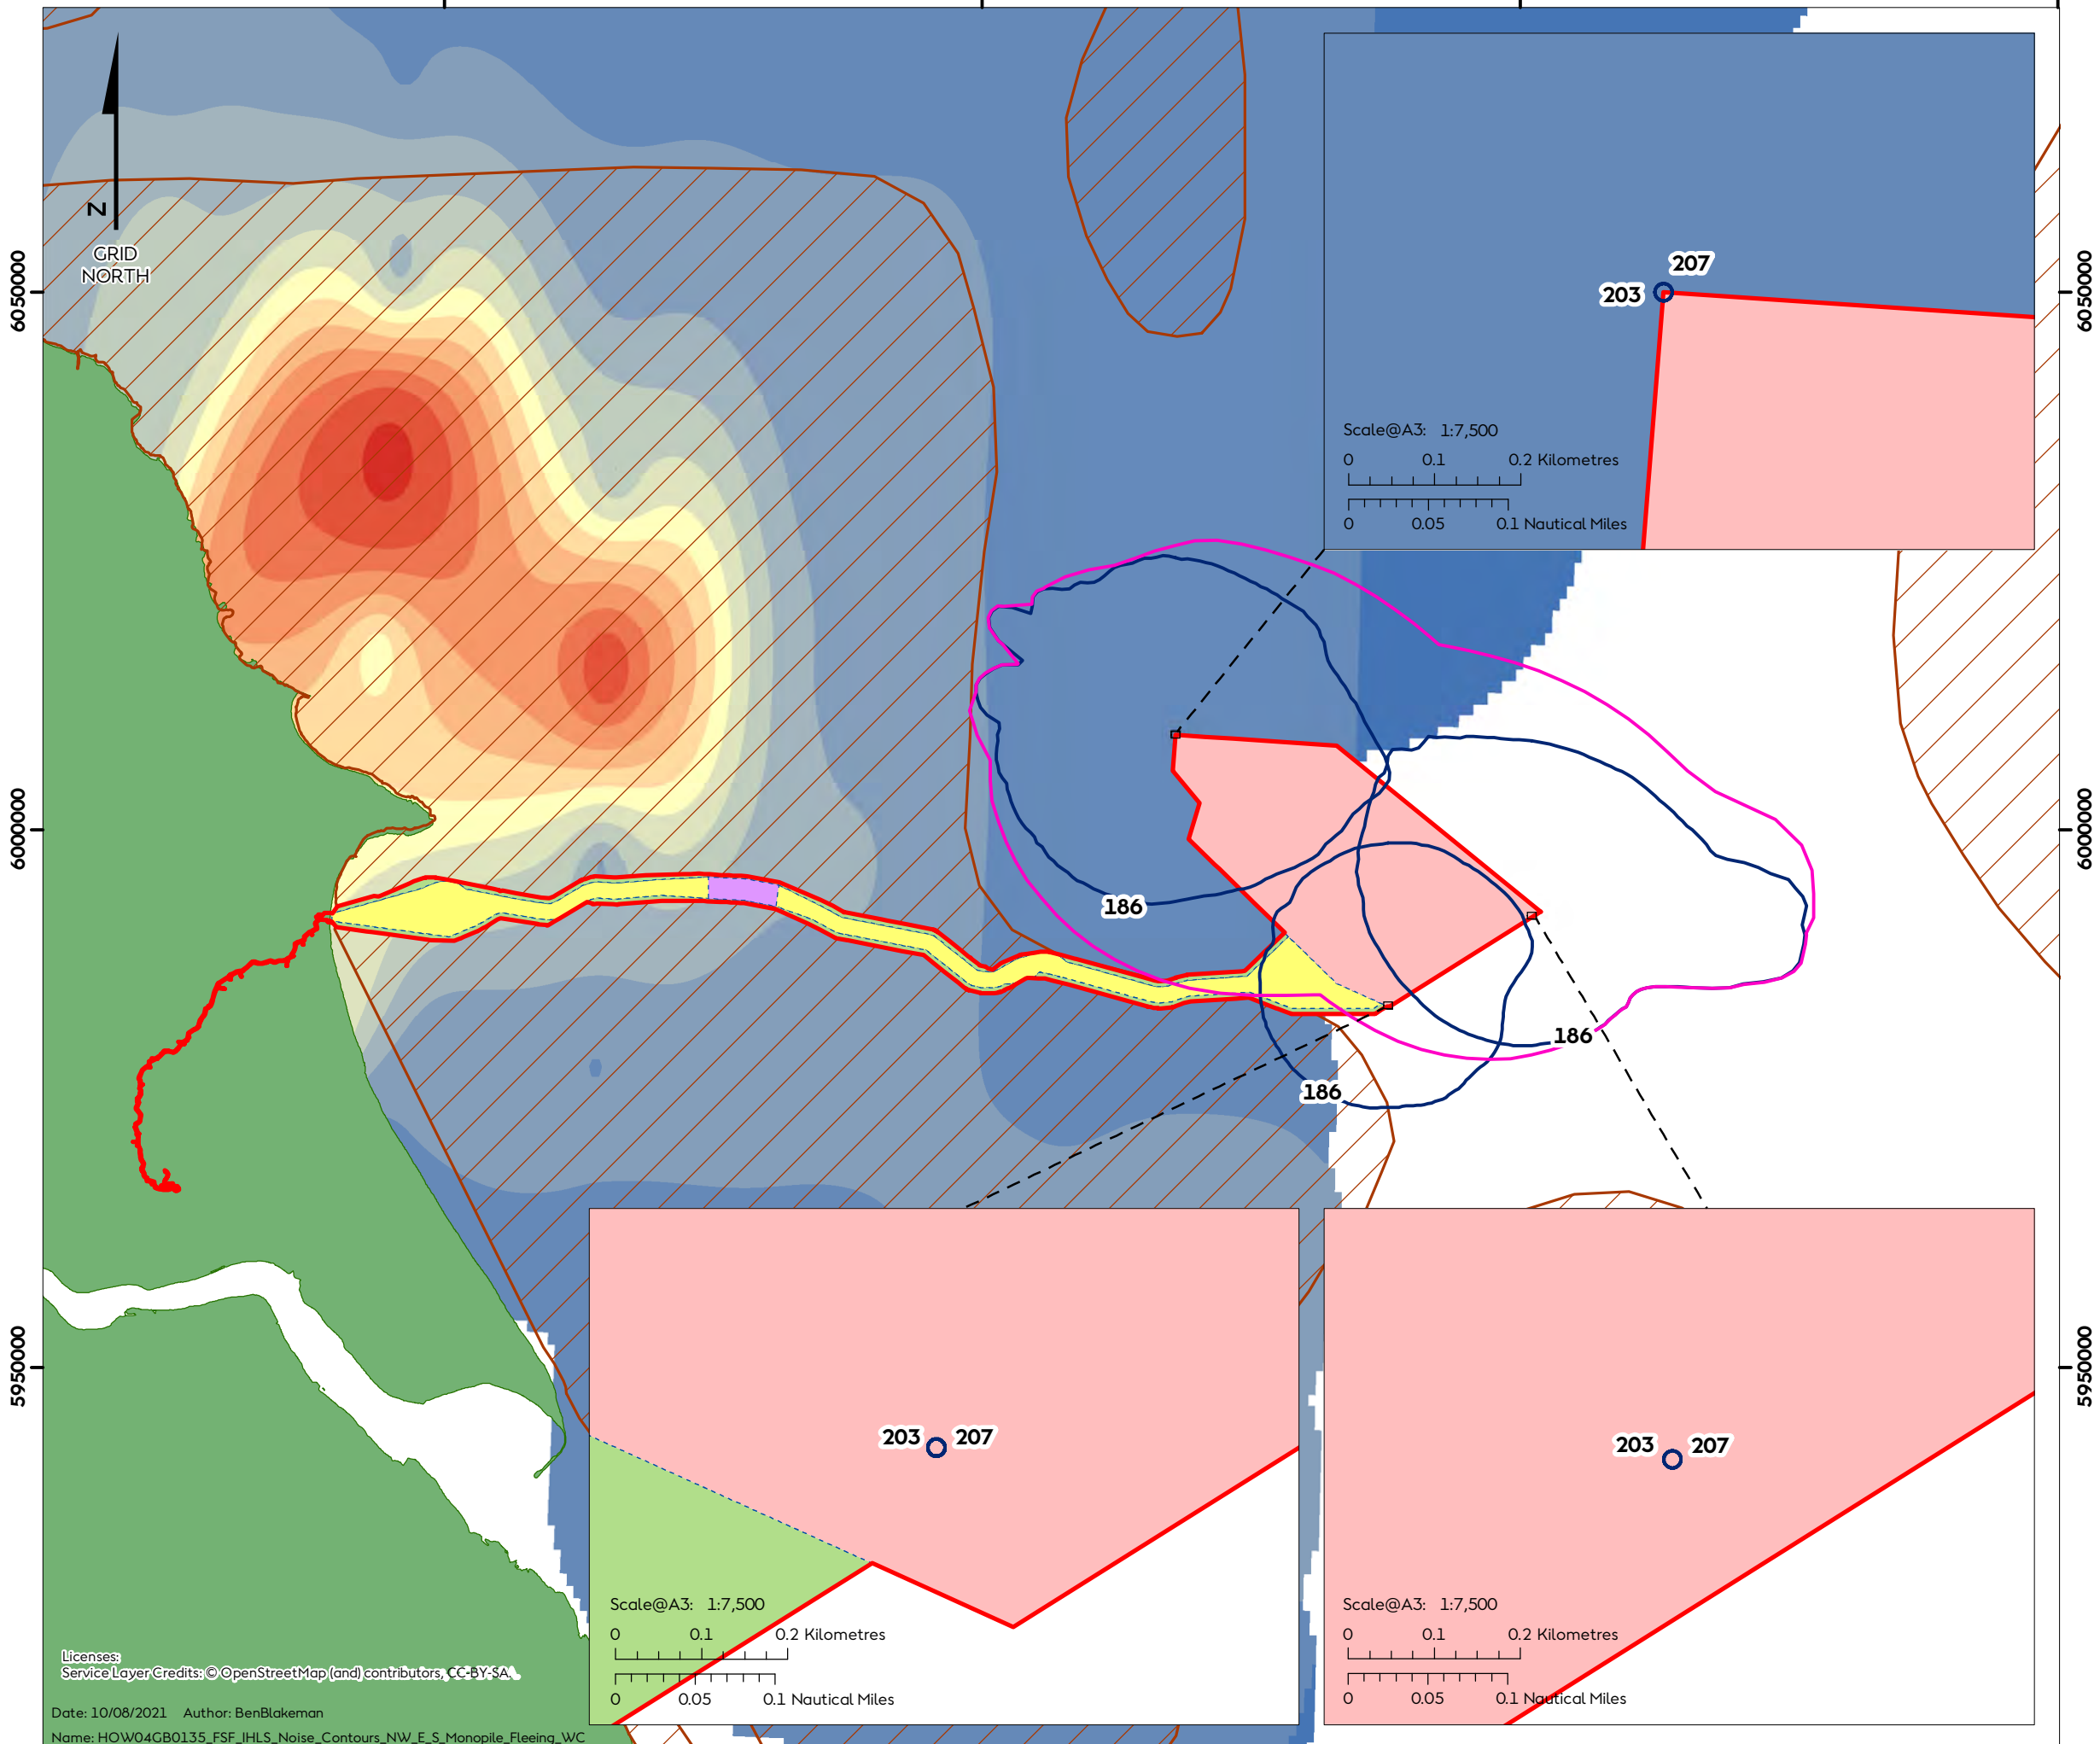 N
GRID
NORTH
6050000
6050000
6000000
6000000
5950000
5950000
207
203
Scale@A3: 1:7,500
0 0.1 0.2 Kilometres
0 0.05 0.1 Nautical Miles
186
186
186
203 207
Scale@A3: 1:7,500
0 0.1 0.2 Kilometres
0 0.05 0.1 Nautical Miles
203 207
Scale@A3: 1:7,500
0 0.1 0.2 Kilometres
0 0.05 0.1 Nautical Miles
Licenses:
Service Layer Credits: © OpenStreetMap (and) contributors, CC-BY-SA.
Date: 10/08/2021 Author: BenBlakeman
Name: HOW04GB0135_FSF_IHLS_Noise_Contours_NW_E_S_Monopile_Fleeing_WC